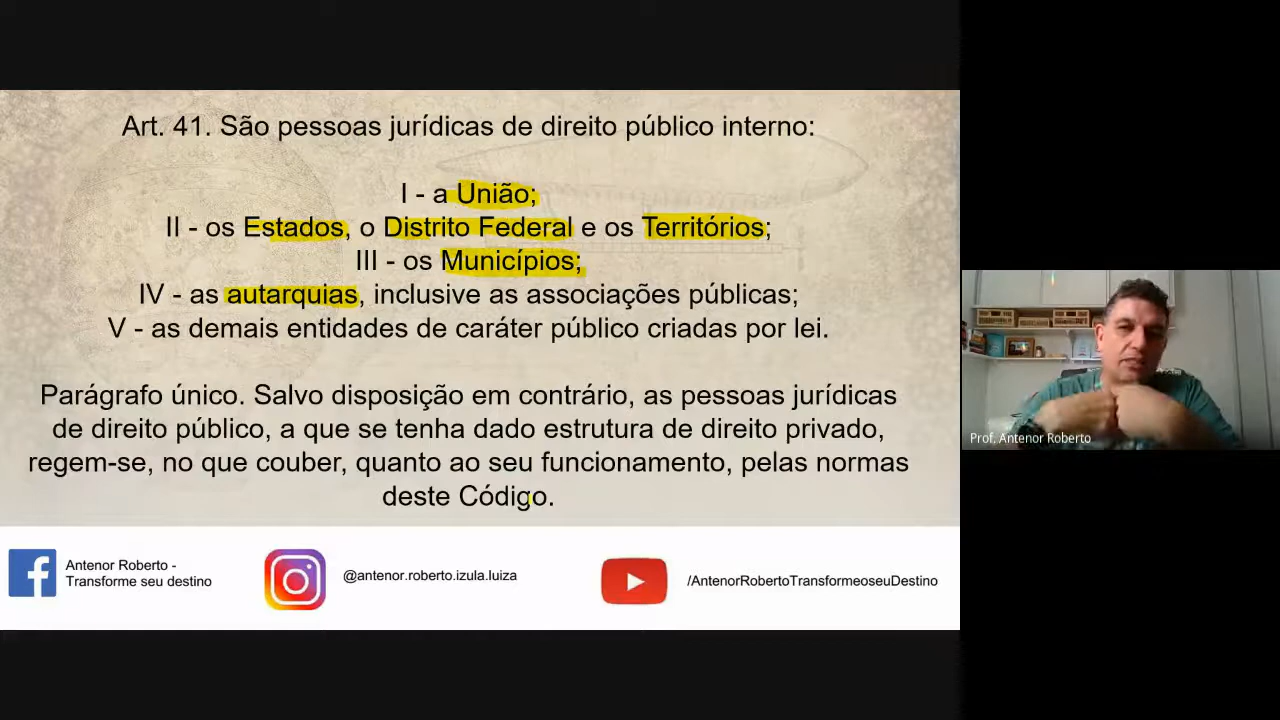 Art. 41. São pessoas jurídicas de direito público interno:
I - a União;
II - os Estados, o Distrito Federal e os Territórios;
III - os Municípios;
IV - as autarquias, inclusive as associações públicas;
V - as demais entidades de caráter público criadas por lei.
Parágrafo único. Salvo disposição em contrário, as pessoas jurídicas
de direito público, a que se tenha dado estrutura de direito privado,
regem-se, no que couber, quanto ao seu funcionamento, pelas normas
deste Código.
Prof, Antenor Roberto
Antenor Roberto -
Transforme seu destino
@antenor.roberto.izula.luiza
/AntenorRobertoTransformeoseuDestino